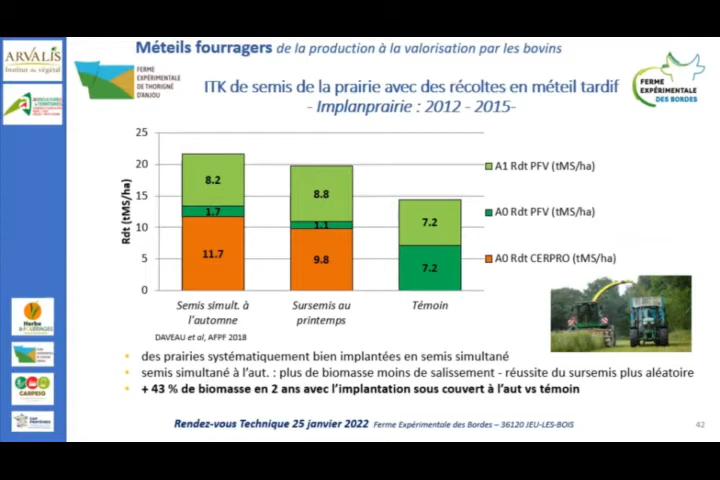 Méteils fourragers de la production à la valorisation par les bovins
ARVALIS
Institut du végétal
FERME
EXPÉRIMENTALE
DE THORIGNÉ
D'ANJOU
ITK de semis de la prairie avec des récoltes en méteil tardif
- Implanprairie : 2012 - 2015-
FERME
EXPÉRIMENTALE
DES BORDES
Rdt (tMS/ha)
25
20
15
10
5
0
8.2
1.7
11.7
8.8
1.1
9.8
7.2
7.2
A1 Rdt PFV (tMS/ha)
A0 Rdt PFV (tMS/ha)
A0 Rdt CERPRO (tMS/ha)
Semis simult. à
l'automne
Sursemis au
printemps
Témoin
DAVEAU et al, AFPF 2018
• des prairies systématiquement bien implantées en semis simultané
• semis simultané à l'aut. : plus de biomasse moins de salissement - réussite du sursemis plus aléatoire
• + 43 % de biomasse en 2 ans avec l'implantation sous couvert à l'aut vs témoin
Herbe
& FOURRAGES
CARPESO
Rendez-vous Technique 25 janvier 2022 Ferme Expérimentale des Bordes – 36120 JEU-LES-BOIS
42